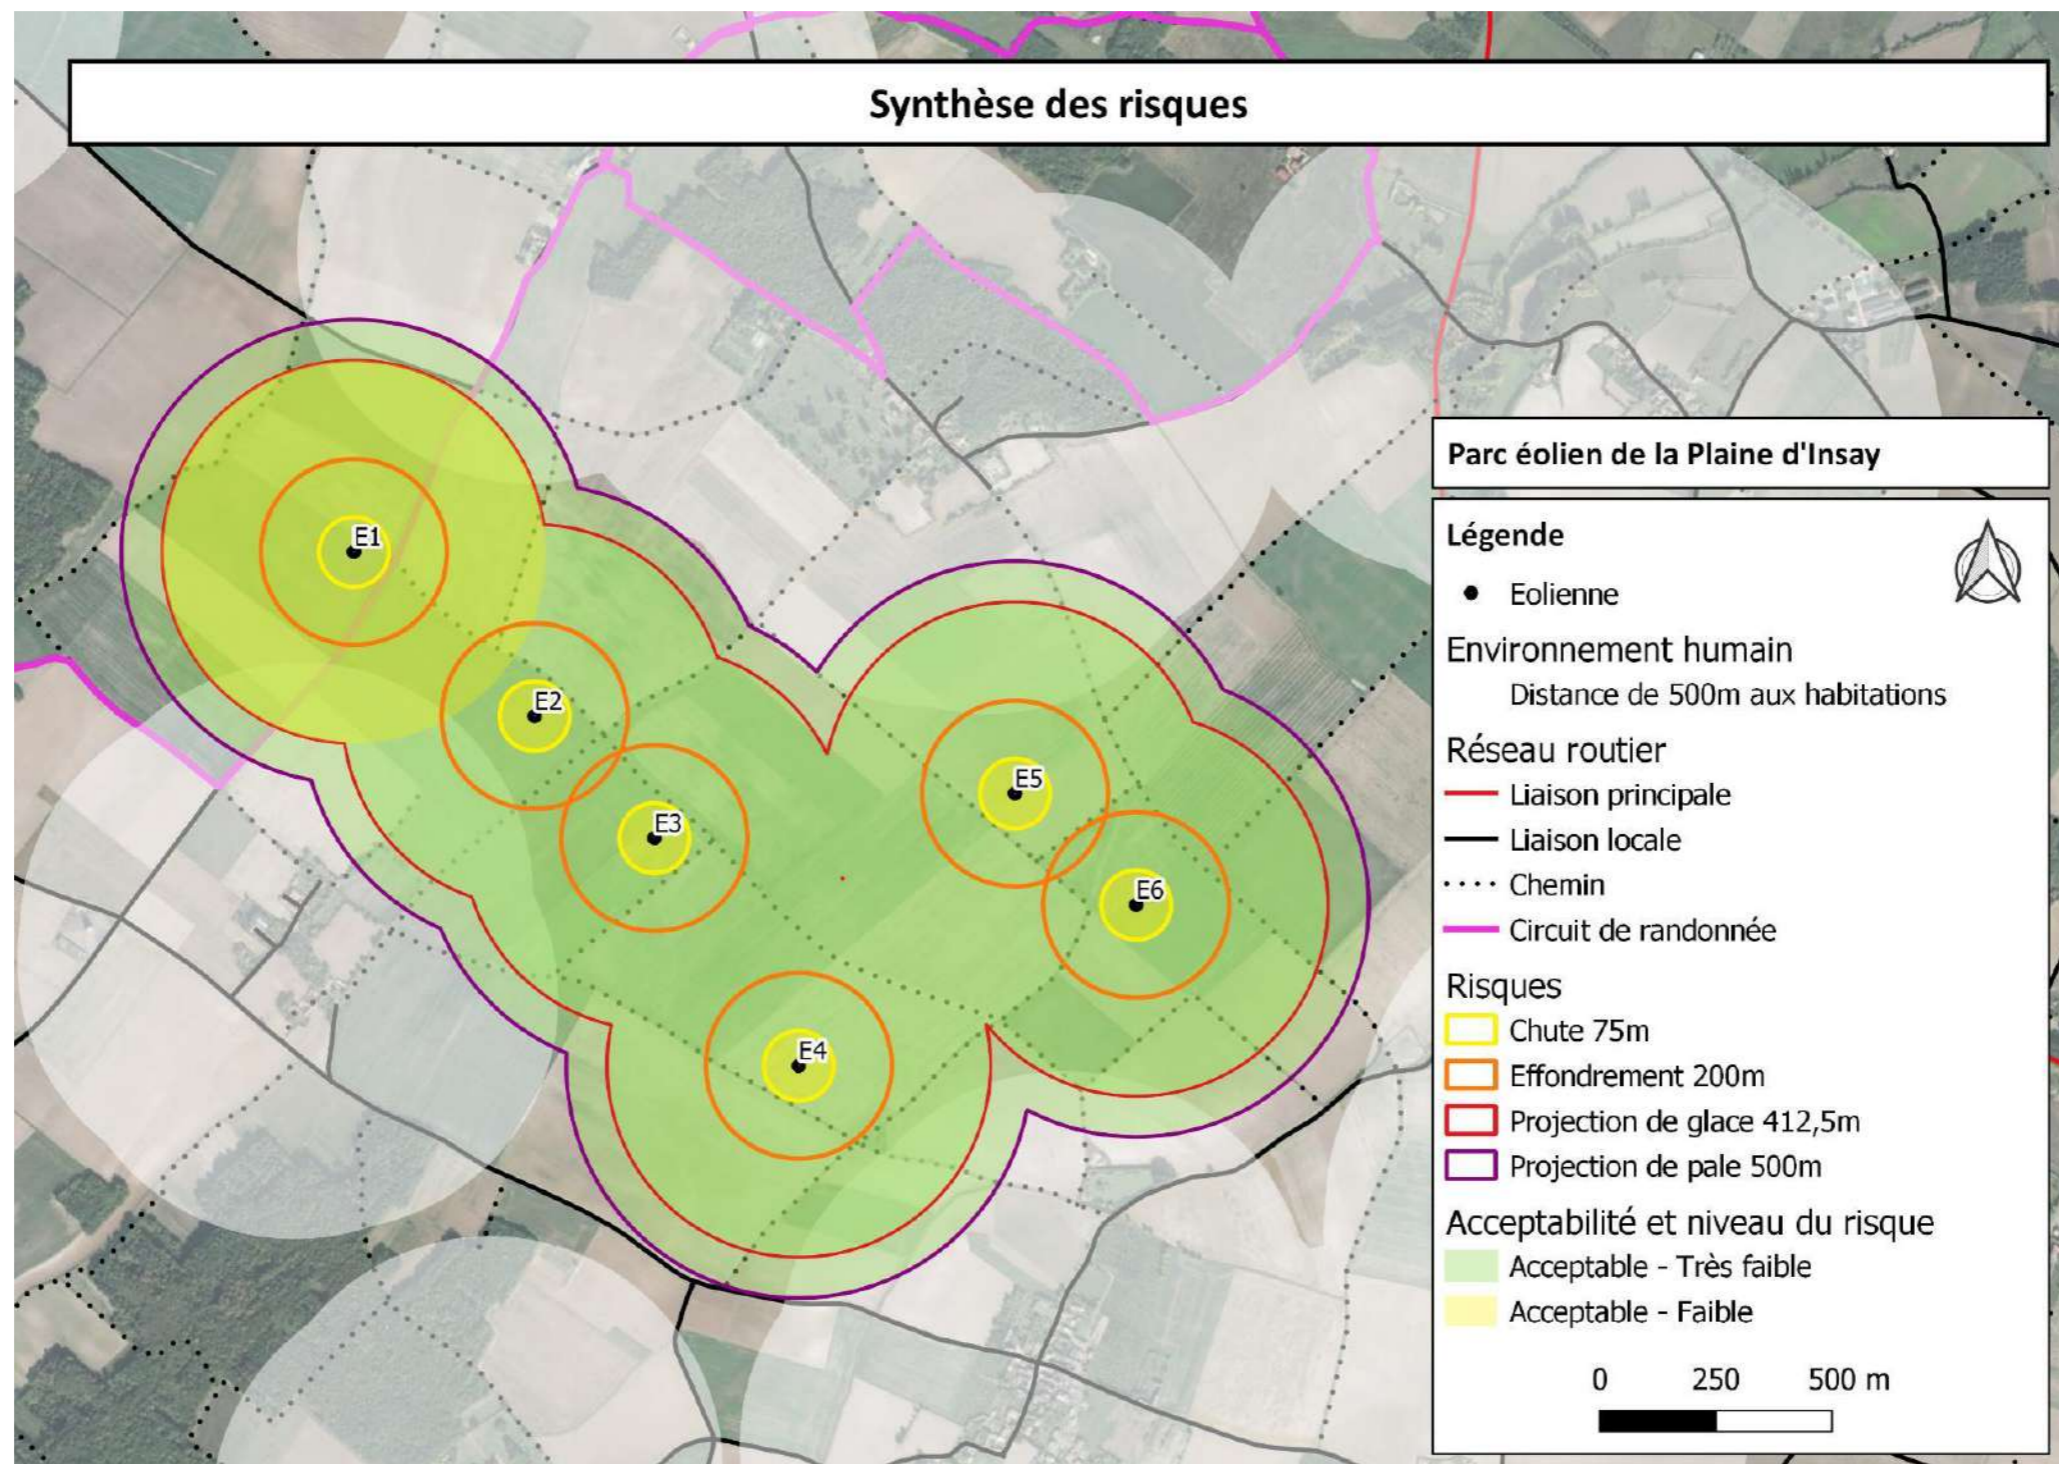 Synthèse des risques
E1
E2
E3
E4
E5
E6
Parc éolien de la Plaine d'Insay
Légende
Eolienne
Environnement humain
Distance de 500m aux habitations
Réseau routier
Liaison principale
Liaison locale
Chemin
Circuit de randonnée
Risques
Chute 75m
Effondrement 200m
Projection de glace 412,5m
Projection de pale 500m
Acceptabilité et niveau du risque
Acceptable - Très faible
Acceptable - Faible
0 250 500 m